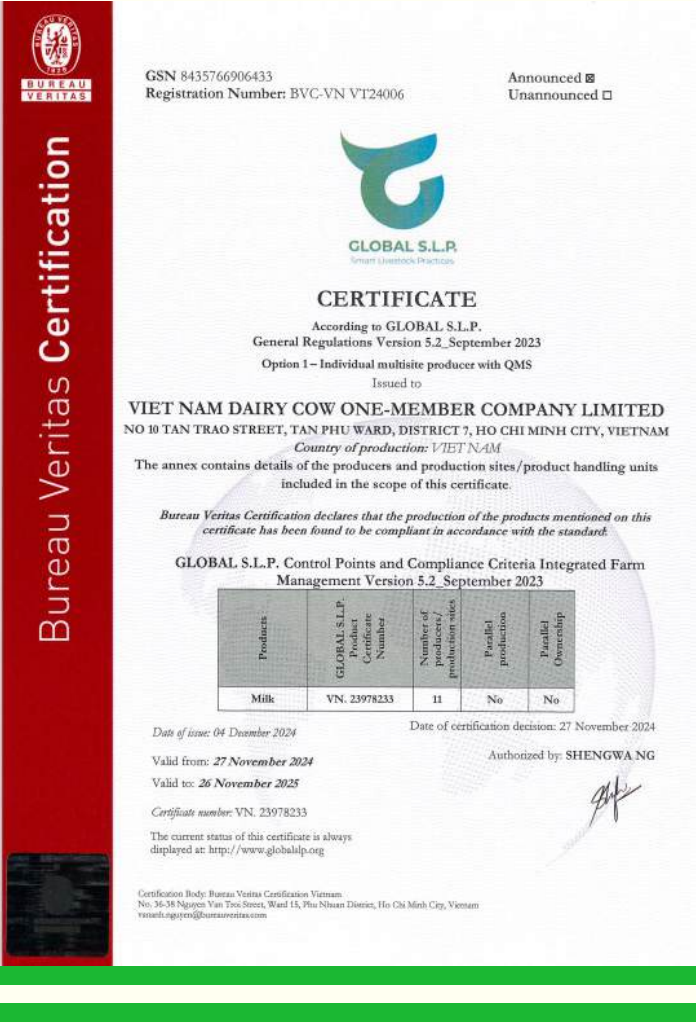 BUREAU VERITAS
1828
BUREAU
VERITAS
Bureau Veritas Certification
GSN 8435766906433
Registration Number: BVC-VN VT24006
Announced ☒
Unannounced ☐
GLOBAL S.L.P.
Smart Livestock Practices
CERTIFICATE
According to GLOBAL S.L.P.
General Regulations Version 5.2_September 2023
Option 1 – Individual multisite producer with QMS
Issued to
VIET NAM DAIRY COW ONE-MEMBER COMPANY LIMITED
NO 10 TAN TRAO STREET, TAN PHU WARD, DISTRICT 7, HO CHI MINH CITY, VIETNAM
Country of production: VIET NAM
The annex contains details of the producers and production sites/product handling units
included in the scope of this certificate.
Bureau Veritas Certification declares that the production of the products mentioned on this
certificate has been found to be compliant in accordance with the standard:
GLOBAL S.L.P. Control Points and Compliance Criteria Integrated Farm
Management Version 5.2_September 2023
Products
GLOBAL S.L.P.
Product
Certificate
Number
Number of
producers/
production sites
Parallel
production
Parallel
Ownership
Milk VN. 23978233 11 No No
Date of issue: 04 December 2024
Date of certification decision: 27 November 2024
Valid from: 27 November 2024
Authorized by: SHENGWA NG
Valid to: 26 November 2025
Certificate number: VN. 23978233
The current status of this certificate is always
displayed at: http://www.globalslp.org
Certification Body: Bureau Veritas Certification Vietnam
No. 36-38 Nguyen Van Troi Street, Ward 15, Phu Nhuan District, Ho Chi Minh City, Vietnam
vananh.nguyen@bureauveritas.com